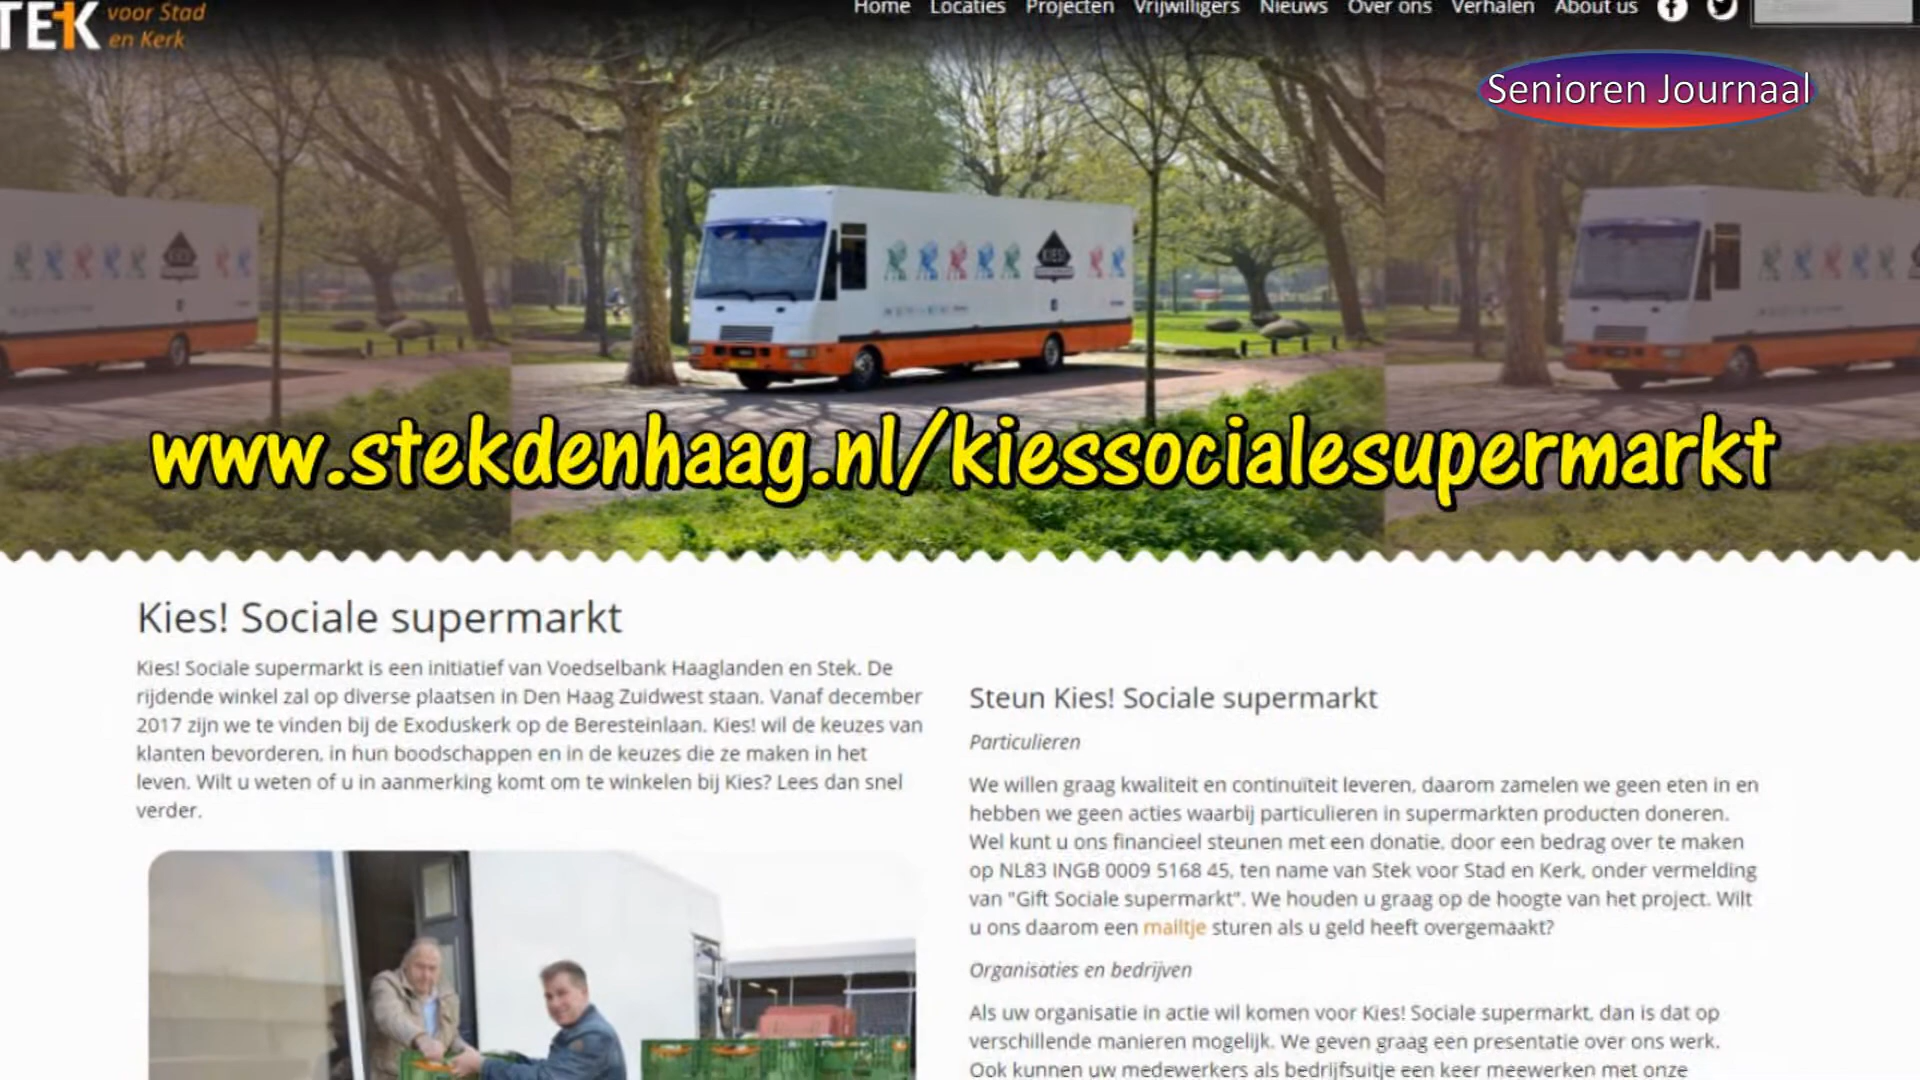 TEK voor Stad
en Kerk
Home Locaties Projecten Vrijwilligers Nieuws Over ons Verhalen About us
Senioren Journaal
KIES!
www.stekdenhaag.nl/kiessocialesupermarkt
Kies! Sociale supermarkt
Kies! Sociale supermarkt is een initiatief van Voedselbank Haaglanden en Stek. De
rijdende winkel zal op diverse plaatsen in Den Haag Zuidwest staan. Vanaf december
2017 zijn we te vinden bij de Exoduskerk op de Beresteinlaan. Kies! wil de keuzes van
klanten bevorderen, in hun boodschappen en in de keuzes die ze maken in het
leven. Wilt u weten of u in aanmerking komt om te winkelen bij Kies? Lees dan snel
verder.
Steun Kies! Sociale supermarkt
Particulieren
We willen graag kwaliteit en continuïteit leveren, daarom zamelen we geen eten in en
hebben we geen acties waarbij particulieren in supermarkten producten doneren.
Wel kunt u ons financieel steunen met een donatie, door een bedrag over te maken
op NL83 INGB 0009 5168 45, ten name van Stek voor Stad en Kerk, onder vermelding
van "Gift Sociale supermarkt". We houden u graag op de hoogte van het project. Wilt
u ons daarom een mailtje sturen als u geld heeft overgemaakt?
Organisaties en bedrijven
Als uw organisatie in actie wil komen voor Kies! Sociale supermarkt, dan is dat op
verschillende manieren mogelijk. We geven graag een presentatie over ons werk.
Ook kunnen uw medewerkers als bedrijfsuitje een keer meewerken met onze